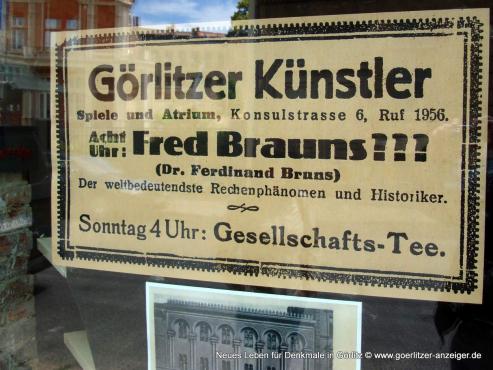 Görlitzer Künstler
Spiele und Atrium, Konsulstrasse 6, Ruf 1956.
Acht Uhr: Fred Brauns???
(Dr. Ferdinand Bruns)
Der weltbedeutendste Rechenphänomen und Historiker.
Sonntag 4 Uhr: Gesellschafts-Tee.
Neues Leben für Denkmale in Görlitz © www.goerlitzer-anzeiger.de